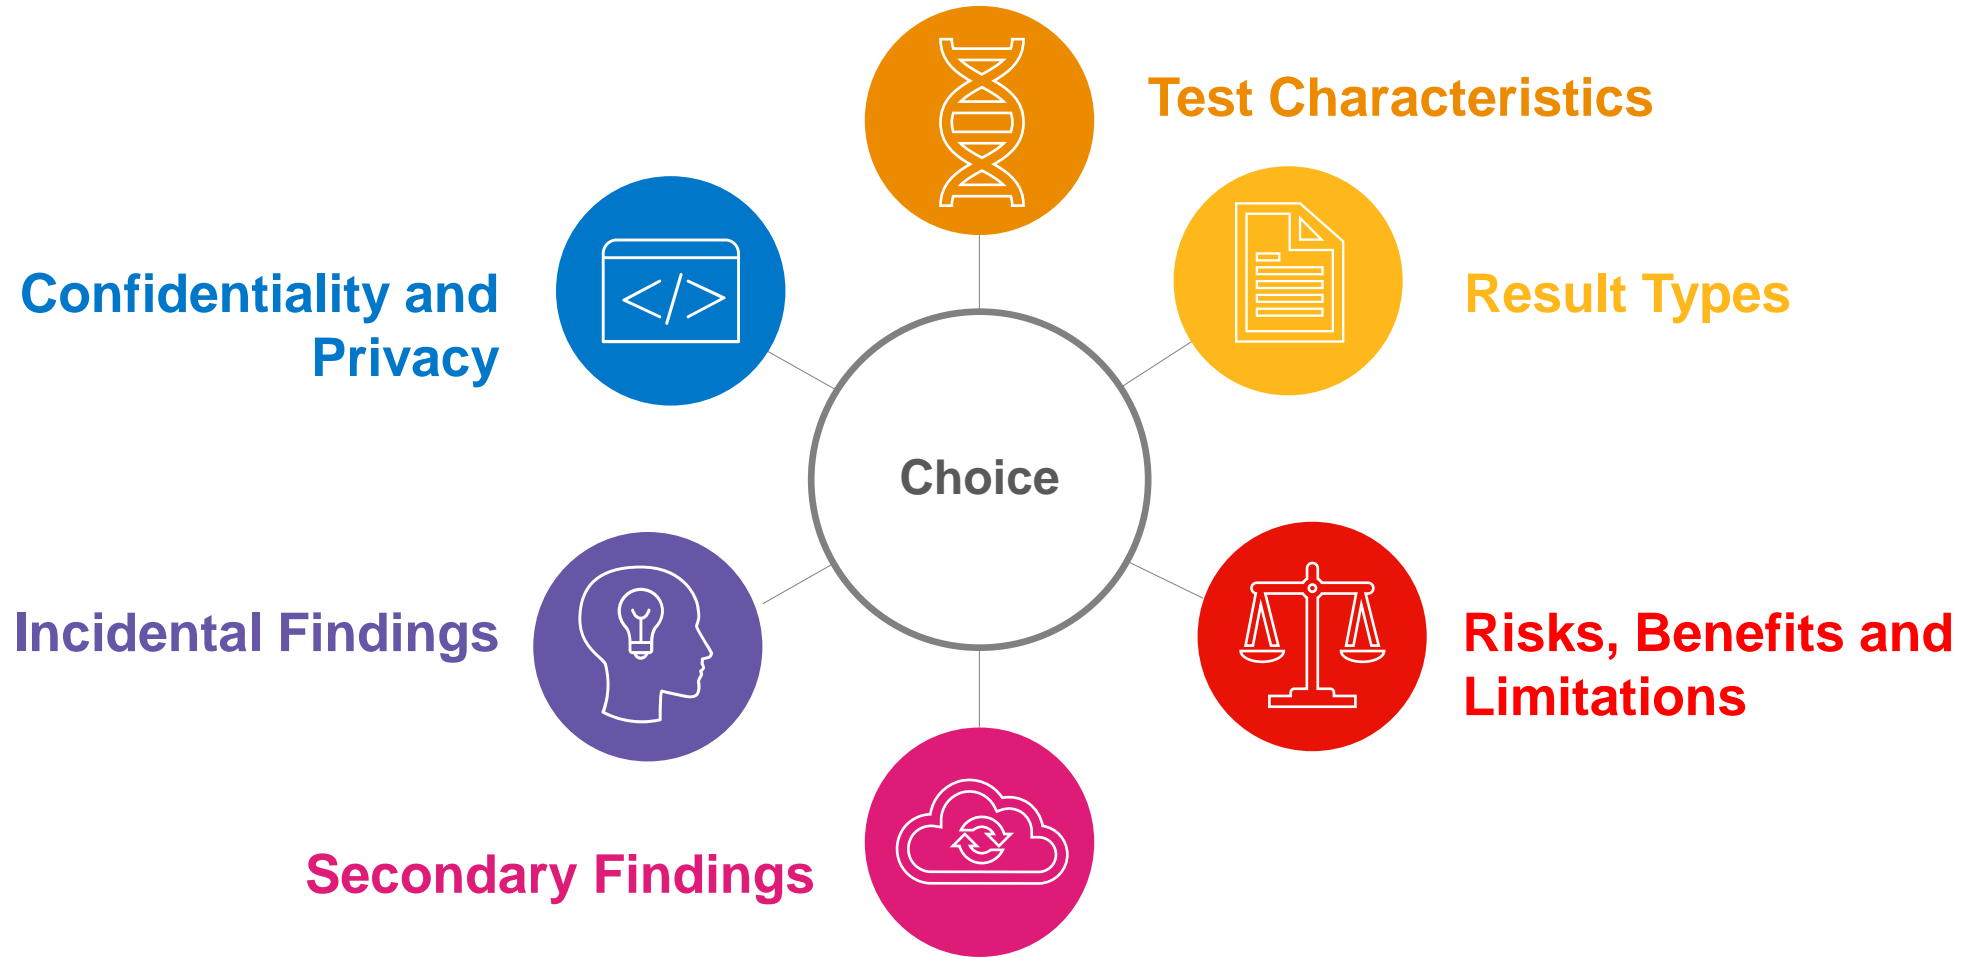 Test Characteristics
Result Types
Risks, Benefits and
Limitations
Secondary Findings
Incidental Findings
Confidentiality and
Privacy
Choice
</>